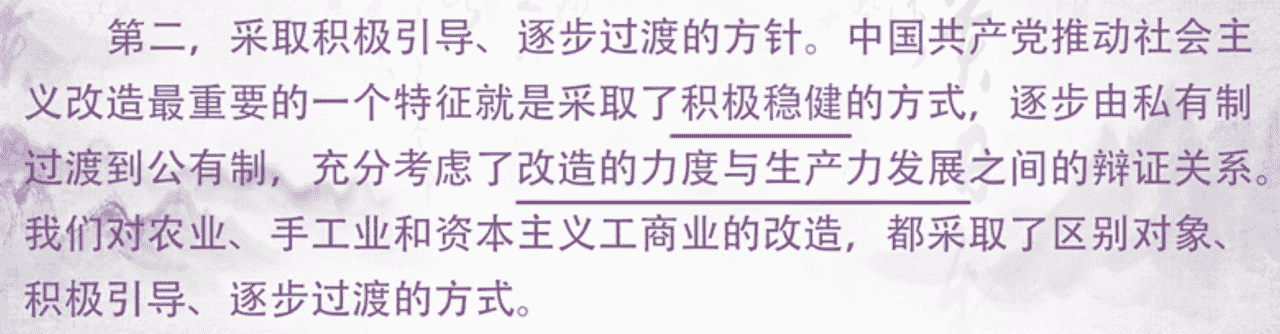 第二，采取积极引导、逐步过渡的方针。中国共产党推动社会主
义改造最重要的一个特征就是采取了积极稳健的方式，逐步由私有制
过渡到公有制，充分考虑了改造的力度与生产力发展之间的辩证关系。
我们对农业、手工业和资本主义工商业的改造，都采取了区别对象、
积极引导、逐步过渡的方式。